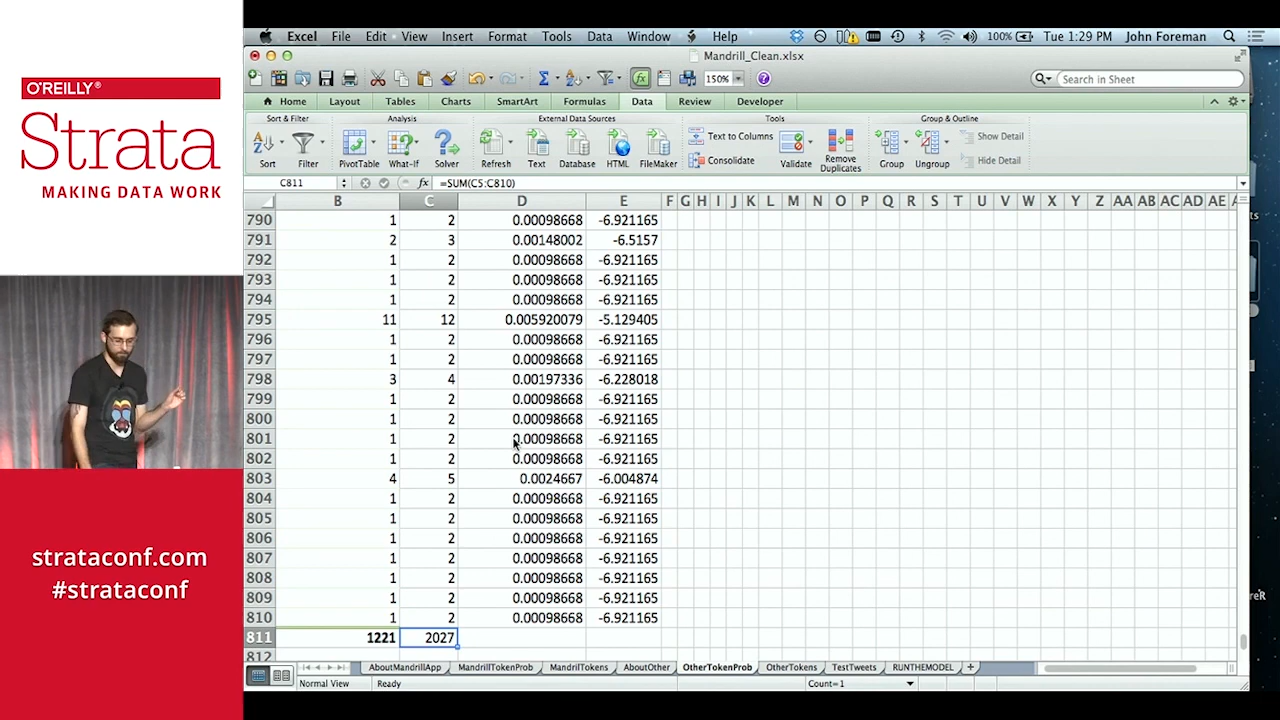 O'REILLY®
Strata
MAKING DATA WORK
strataconf.com
#strataconf
Excel File Edit View Insert Format Tools Data Window Help 100% Tue 1:29 PM John Foreman
Mandrill_Clean.xlsx
150% Search in Sheet
Home Layout Tables Charts SmartArt Formulas Data Review Developer
Sort & Filter Analysis External Data Sources Tools Group & Outline
Text to Columns Show Detail
Consolidate Hide Detail
Sort Filter PivotTable What-If Solver Refresh Text Database HTML FileMaker Validate Remove Duplicates Group Ungroup
C811 fx =SUM(C5:C810)
B C D E F G H I J K L M N O P Q R S T U V W X Y Z AA AB AC AD AE
790 1 2 0.00098668 -6.921165
791 2 3 0.00148002 -6.5157
792 1 2 0.00098668 -6.921165
793 1 2 0.00098668 -6.921165
794 1 2 0.00098668 -6.921165
795 11 12 0.005920079 -5.129405
796 1 2 0.00098668 -6.921165
797 1 2 0.00098668 -6.921165
798 3 4 0.00197336 -6.228018
799 1 2 0.00098668 -6.921165
800 1 2 0.00098668 -6.921165
801 1 2 0.00098668 -6.921165
802 1 2 0.00098668 -6.921165
803 4 5 0.0024667 -6.004874
804 1 2 0.00098668 -6.921165
805 1 2 0.00098668 -6.921165
806 1 2 0.00098668 -6.921165
807 1 2 0.00098668 -6.921165
808 1 2 0.00098668 -6.921165
809 1 2 0.00098668 -6.921165
810 1 2 0.00098668 -6.921165
811 1221 2027
812
AboutMandrillApp MandrillTokenProb MandrillTokens AboutOther OtherTokenProb OtherTokens TestTweets RUNTHEMODEL +
Normal View Ready Count=1